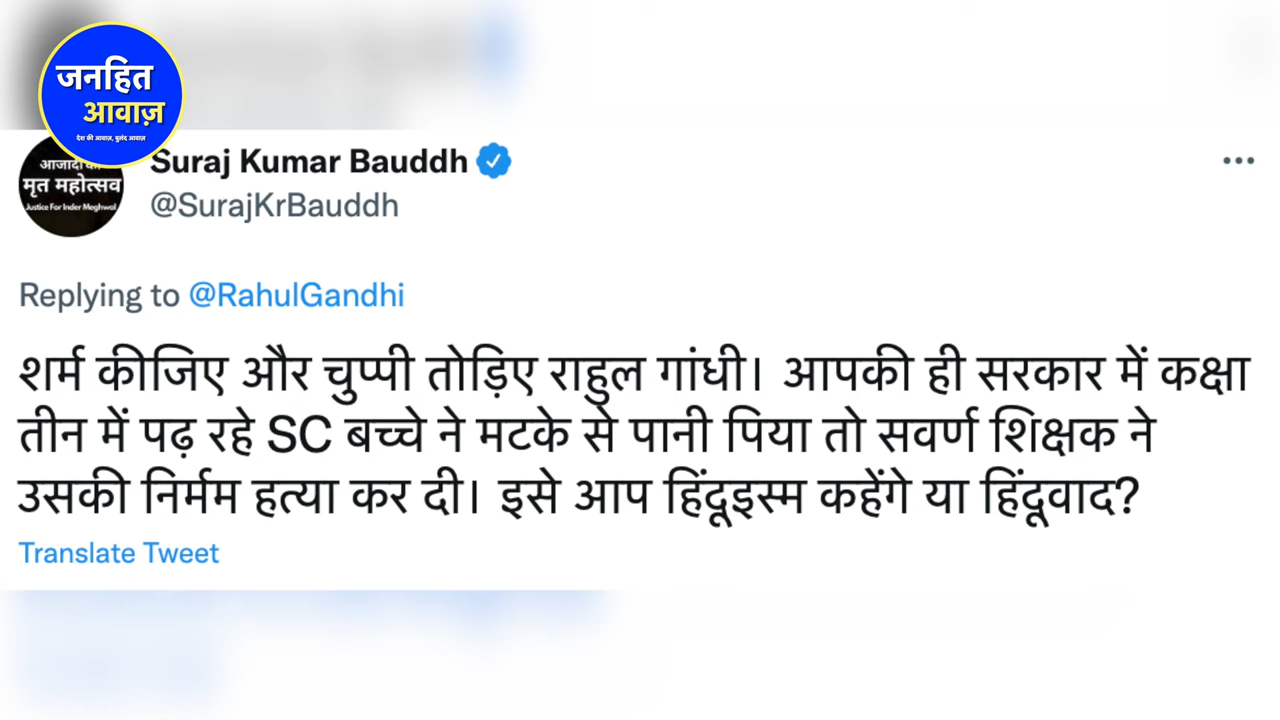 जनहित
आवाज़
देश की आवाज़, बुलंद आवाज़
आजादी का
मृत महोत्सव
Justice For Inder Meghwal
Suraj Kumar Bauddh
@SurajKrBauddh
Replying to @RahulGandhi
शर्म कीजिए और चुप्पी तोड़िए राहुल गांधी। आपकी ही सरकार में कक्षा
तीन में पढ़ रहे SC बच्चे ने मटके से पानी पिया तो सवर्ण शिक्षक ने
उसकी निर्मम हत्या कर दी। इसे आप हिंदूइस्म कहेंगे या हिंदूवाद?
Translate Tweet